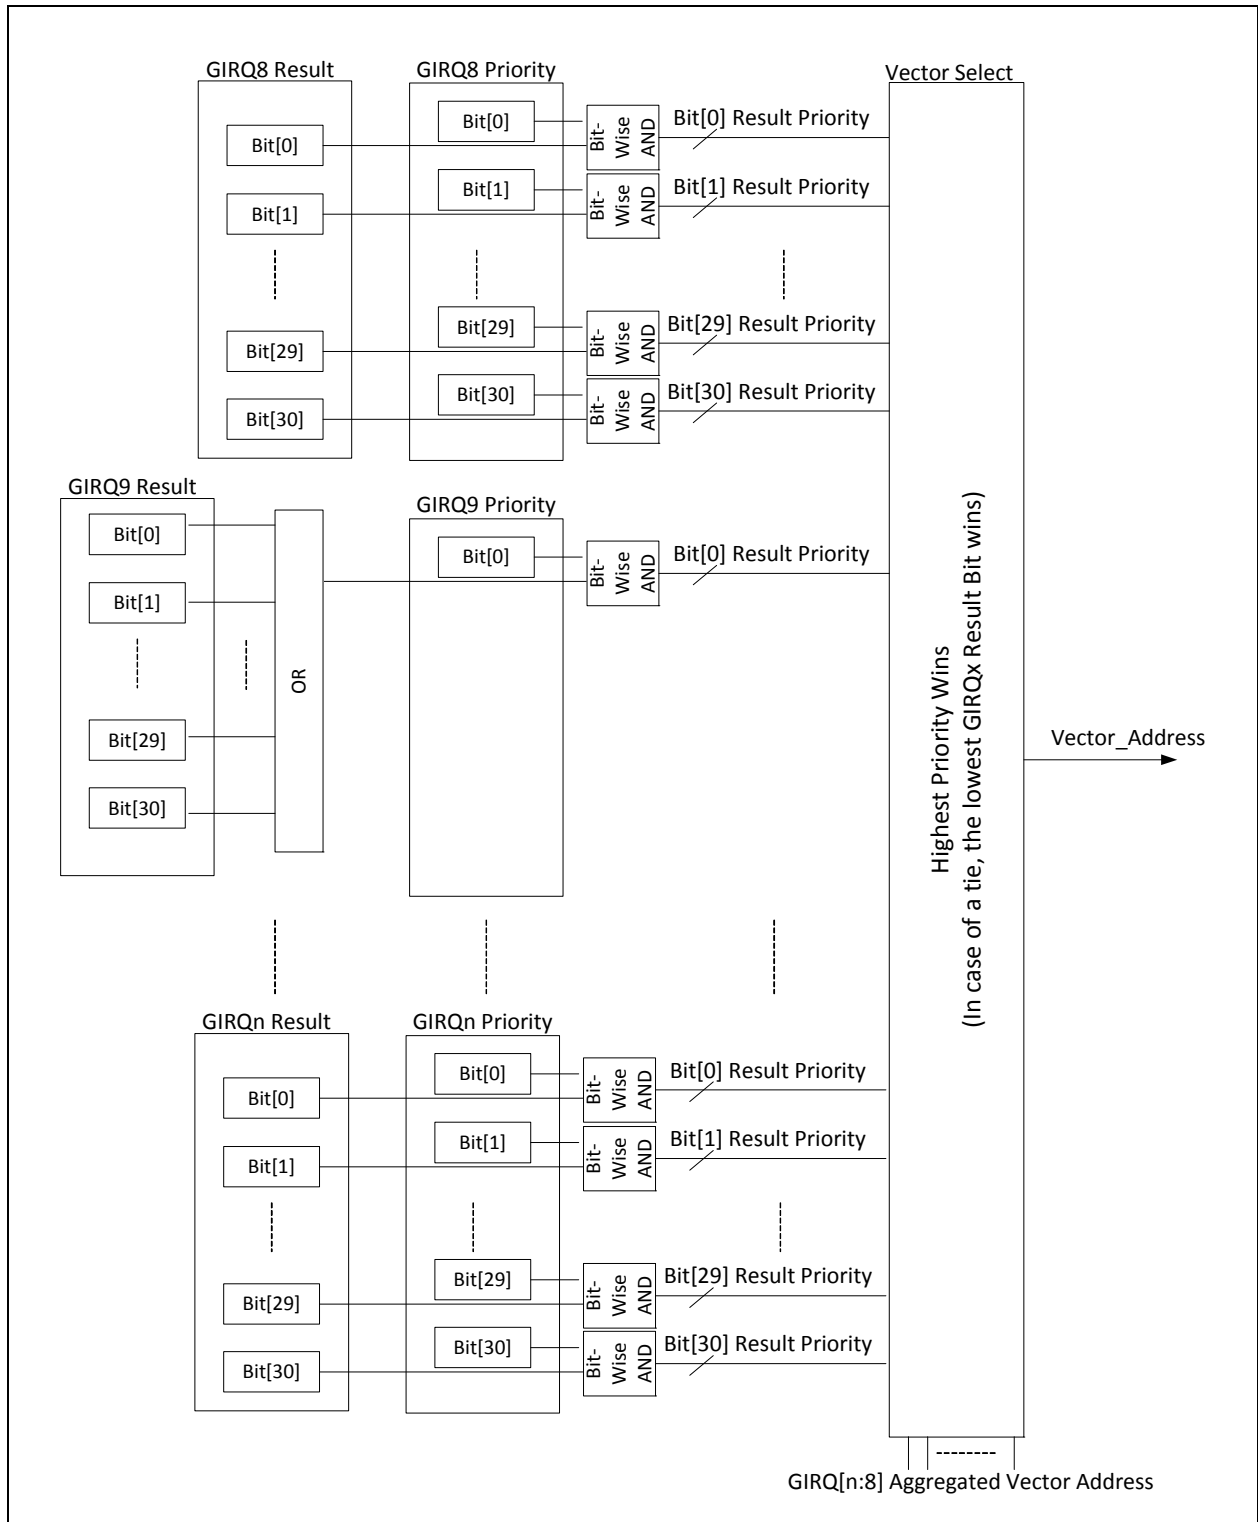 GIRQ8 Result
GIRQ8 Priority
Vector Select
Bit[0]
Bit[0]
Bit-
Wise
AND
Bit[0] Result Priority
Bit[1]
Bit[1]
Bit-
Wise
AND
Bit[1] Result Priority
Bit[29]
Bit[29]
Bit-
Wise
AND
Bit[29] Result Priority
Bit[30]
Bit[30]
Bit-
Wise
AND
Bit[30] Result Priority
GIRQ9 Result
GIRQ9 Priority
Bit[0]
Bit[1]
Bit[29]
Bit[30]
OR
Bit[0]
Bit-
Wise
AND
Bit[0] Result Priority
Highest Priority Wins
(In case of a tie, the lowest GIRQx Result Bit wins)
Vector_Address
GIRQn Result
GIRQn Priority
Bit[0]
Bit[0]
Bit-
Wise
AND
Bit[0] Result Priority
Bit[1]
Bit[1]
Bit-
Wise
AND
Bit[1] Result Priority
Bit[29]
Bit[29]
Bit-
Wise
AND
Bit[29] Result Priority
Bit[30]
Bit[30]
Bit-
Wise
AND
Bit[30] Result Priority
GIRQ[n:8] Aggregated Vector Address